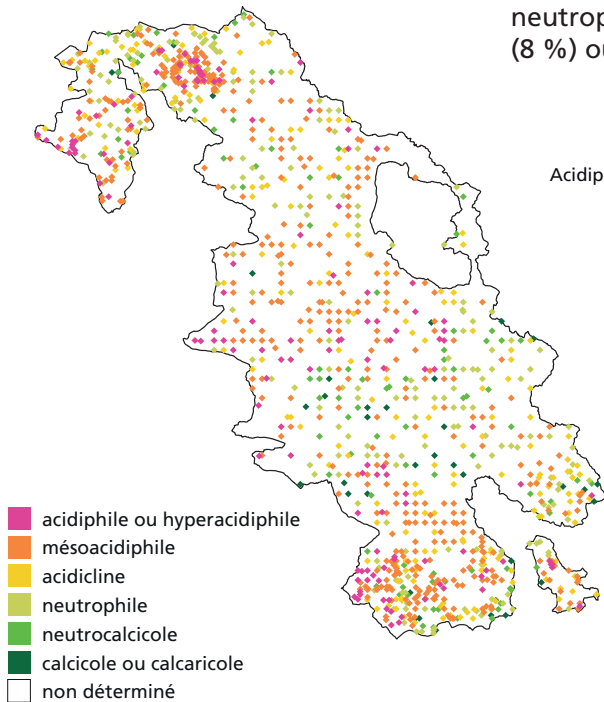 neutrop
(8 %) ou
Acidip
acidiphile ou hyperacidiphile
mésoacidiphile
acidicline
neutrophile
neutrocalcicole
calcicole ou calcaricole
non déterminé